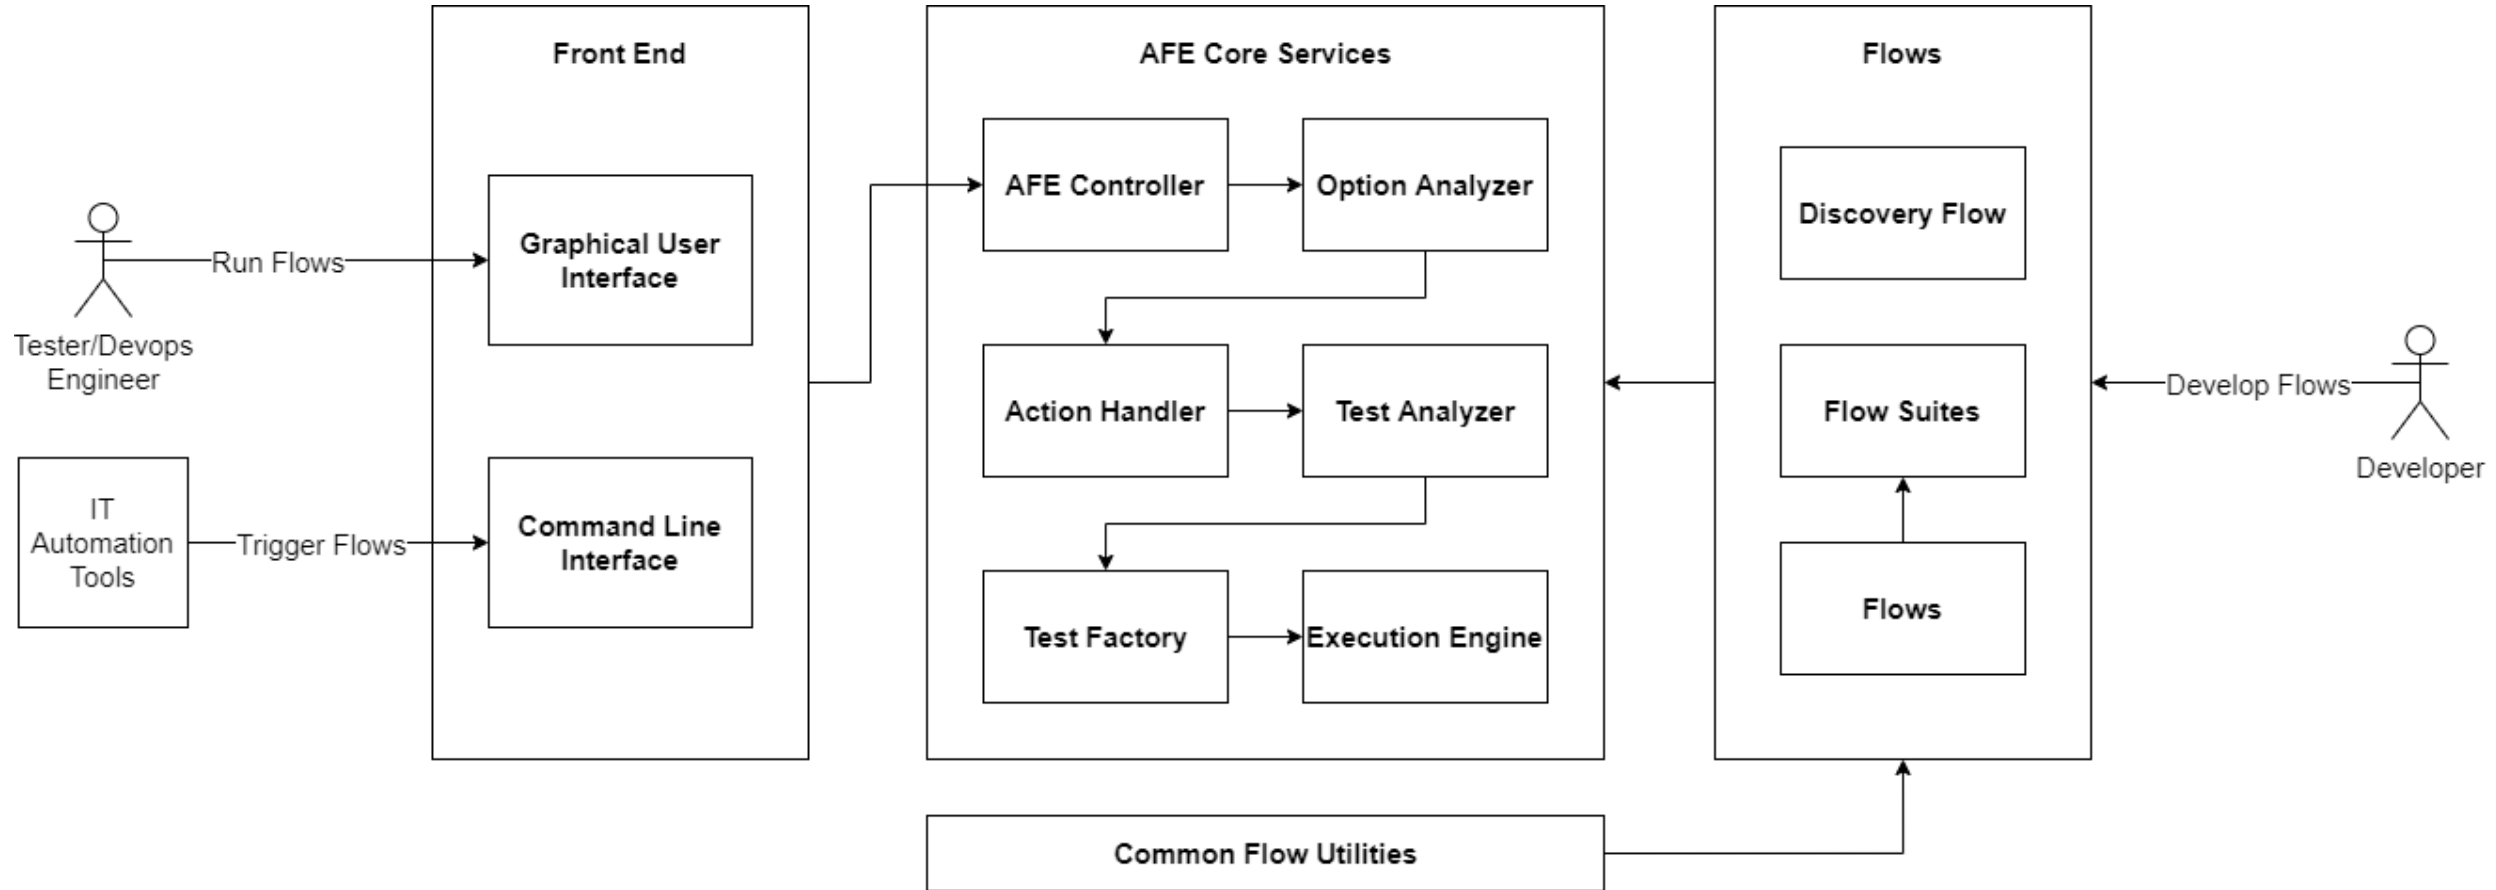 Front End
AFE Core Services
Flows
AFE Controller
Option Analyzer
Discovery Flow
Graphical User
Interface
Run Flows
Tester/Devops
Engineer
Action Handler
Test Analyzer
Flow Suites
Develop Flows
Developer
IT
Automation
Tools
Trigger Flows
Command Line
Interface
Test Factory
Execution Engine
Flows
Common Flow Utilities